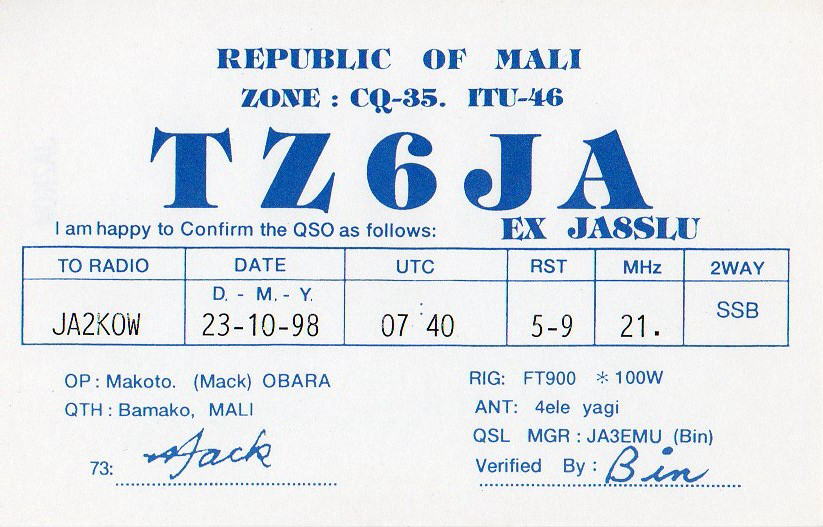 REPUBLIC OF MALI
ZONE : CQ-35. ITU-46
TZ6JA
I am happy to Confirm the QSO as follows: EX JA8SLU
TO RADIO DATE UTC RST MHz 2WAY
D. - M. - Y.
JA2KOW 23-10-98 07:40 5-9 21. SSB
OP : Makoto. (Mack) OBARA RIG: FT900 * 100W
QTH : Bamako, MALI ANT: 4ele yagi
QSL MGR : JA3EMU (Bin)
73: Mack Verified By : Bin